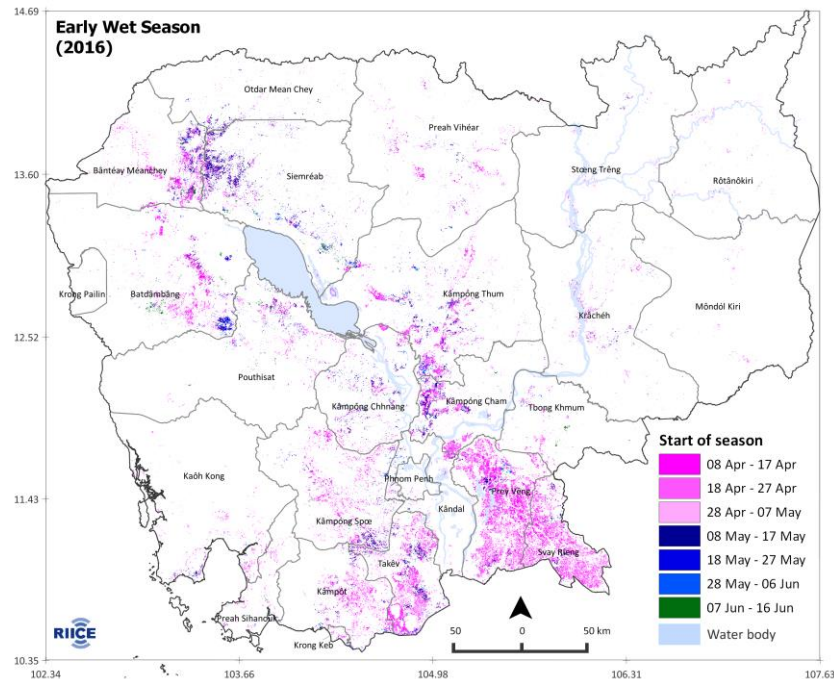 14.69
Early Wet Season
(2016)
Otdar Mean Chey
Preah Vihéar
Bântéay Méanchey
Siemréab
Stœng Trêng
Rôtânôkiri
13.60
Krong Pailin
Batdâmbâng
Kâmpóng Thum
Krâchéh
Môndól Kiri
12.52
Pouthisat
Kâmpóng Chhnang
Kâmpóng Cham
Tbong Khmum
Kaôh Kong
Phnom Penh
Prey Vêng
Kândal
11.43
Kâmpóng Spœ
Svay Rieng
Takêv
Kâmpôt
Preah Sihanouk
Krong Keb
Start of season
08 Apr - 17 Apr
18 Apr - 27 Apr
28 Apr - 07 May
08 May - 17 May
18 May - 27 May
28 May - 06 Jun
07 Jun - 16 Jun
Water body
RIICE
50 0 50 km
10.35
102.34 103.66 104.98 106.31 107.63